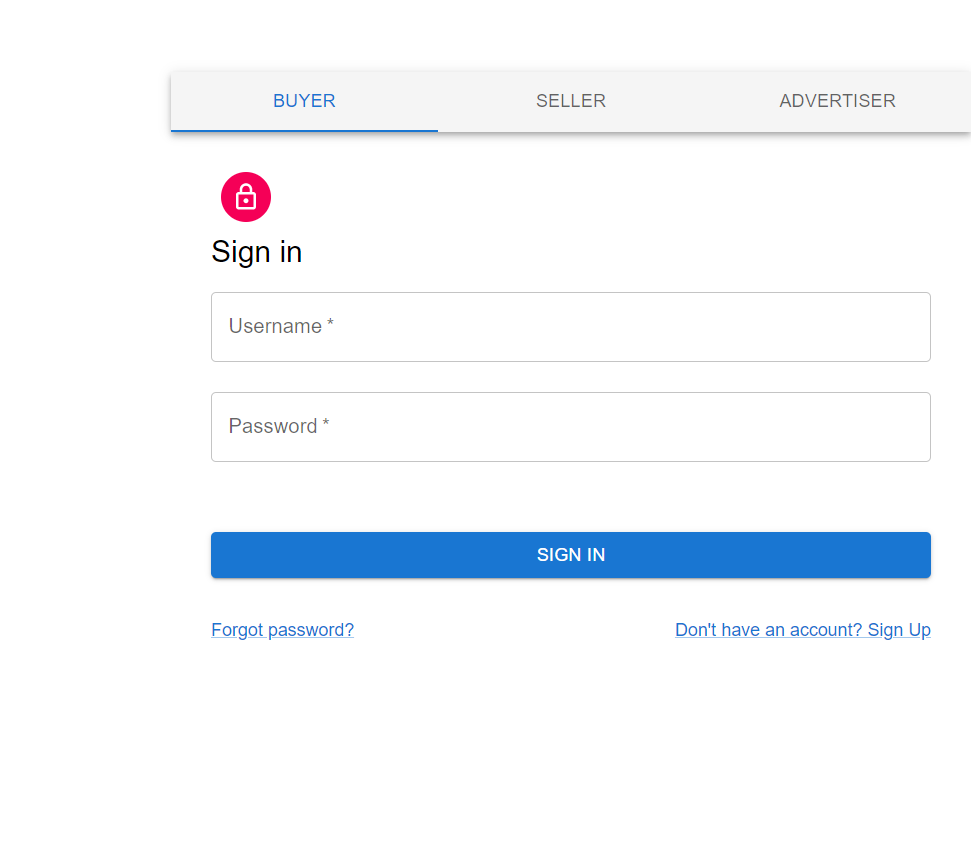 BUYER SELLER ADVERTISER
Sign in
Username *
Password *
SIGN IN
Forgot password? Don't have an account? Sign Up